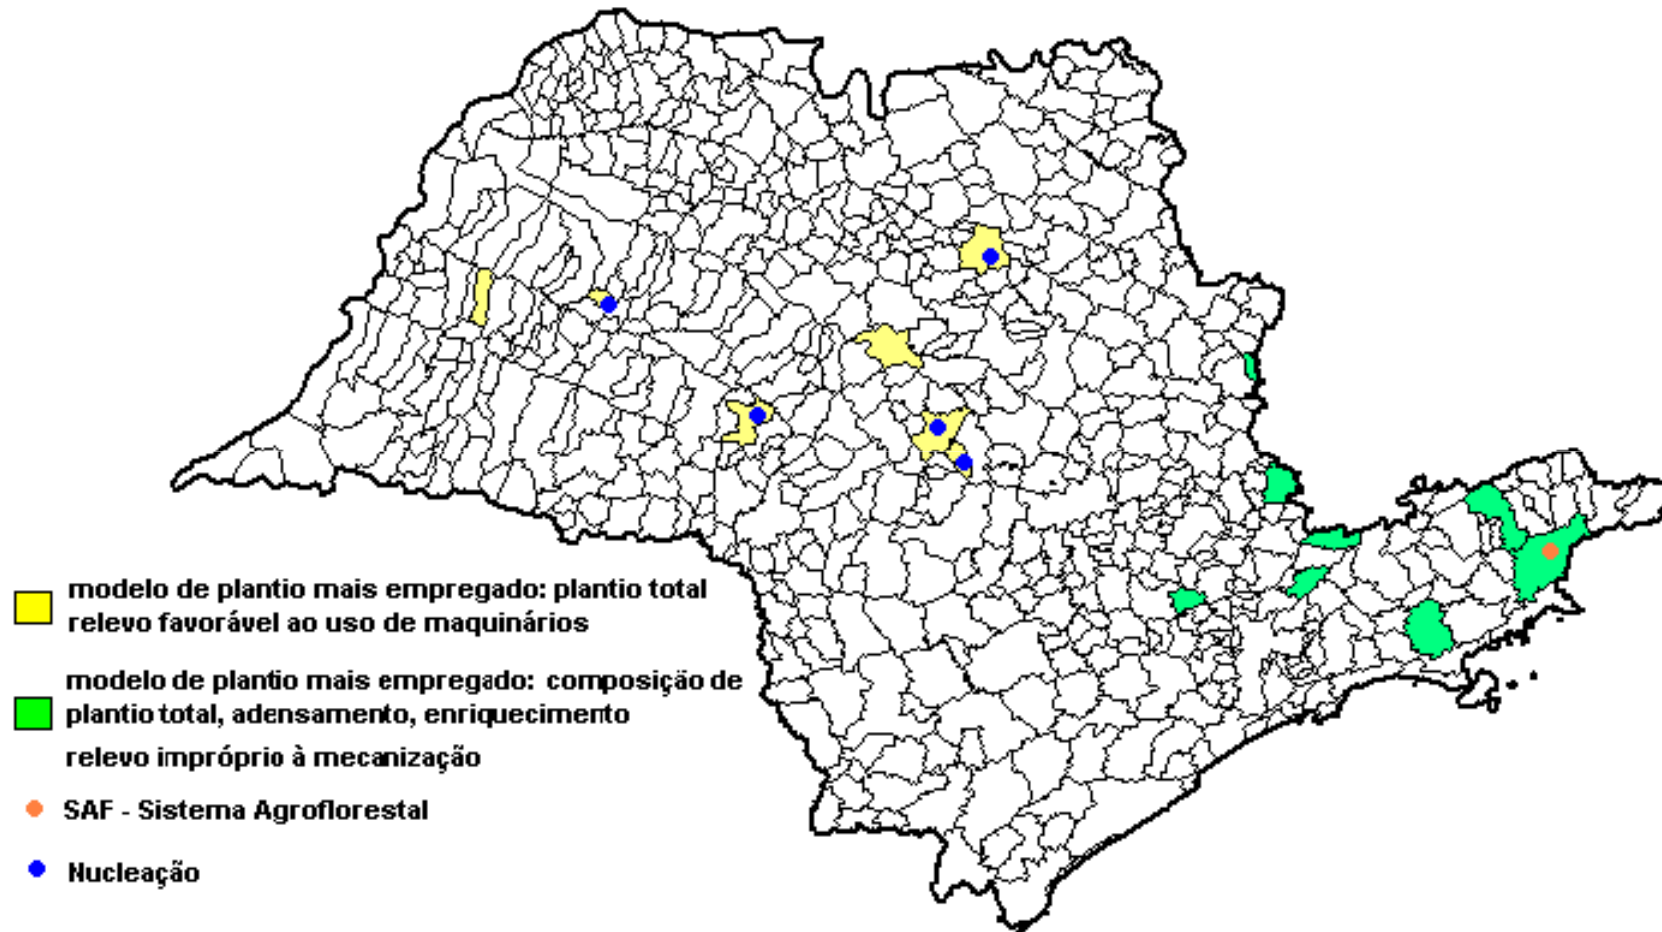 modelo de plantio mais empregado: plantio total
relevo favorável ao uso de maquinários
modelo de plantio mais empregado: composição de
plantio total, adensamento, enriquecimento
relevo impróprio à mecanização
SAF - Sistema Agroflorestal
Nucleação